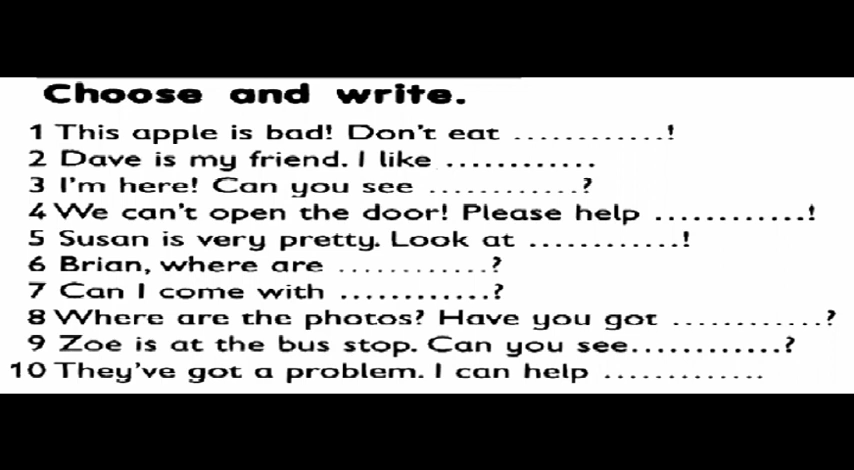 Choose and write.
1 This apple is bad! Don't eat ............!
2 Dave is my friend. I like ............
3 I'm here! Can you see ............?
4 We can't open the door! Please help ............!
5 Susan is very pretty. Look at ............!
6 Brian, where are ............?
7 Can I come with ............?
8 Where are the photos? Have you got ............?
9 Zoe is at the bus stop. Can you see............?
10 They've got a problem. I can help .............